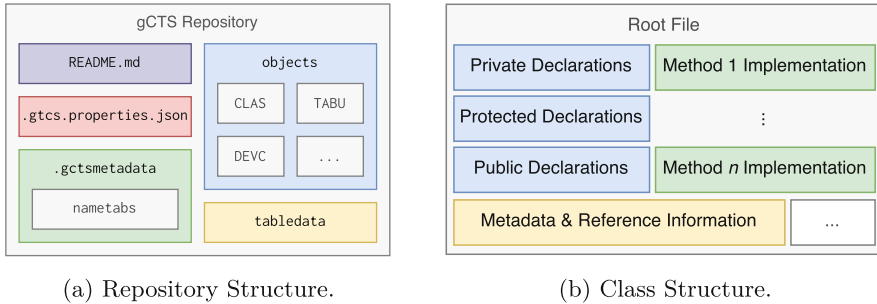 gCTS Repository
README.md
.gtcs.properties.json
.gctsmetadata
nametabs
objects
CLAS
TABU
DEVC
...
tabledata
(a) Repository Structure.
Root File
Private Declarations
Method 1 Implementation
Protected Declarations
⋮
Public Declarations
Method n Implementation
Metadata & Reference Information
...
(b) Class Structure.